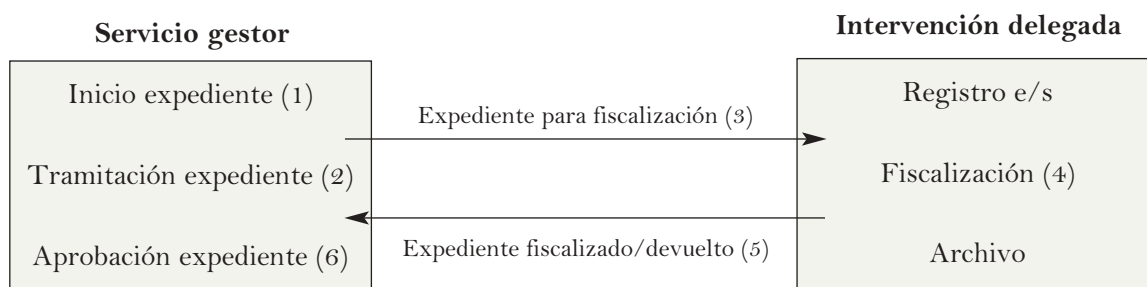 Servicio gestor
Intervención delegada
Inicio expediente (1)
Expediente para fiscalización (3)
Registro e/s
Tramitación expediente (2)
Fiscalización (4)
Aprobación expediente (6)
Expediente fiscalizado/devuelto (5)
Archivo